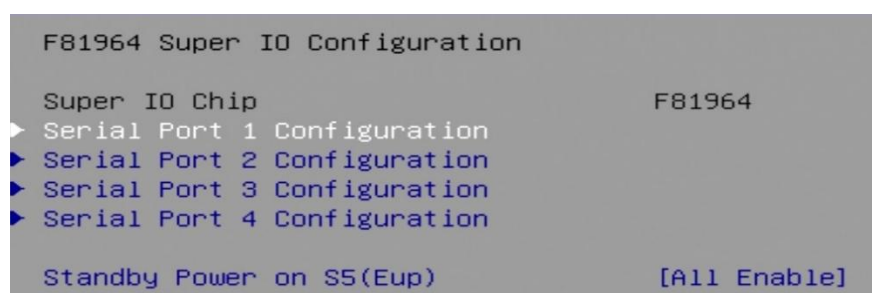 F81964 Super IO Configuration
Super IO Chip F81964
Serial Port 1 Configuration
Serial Port 2 Configuration
Serial Port 3 Configuration
Serial Port 4 Configuration
Standby Power on S5(Eup) [All Enable]